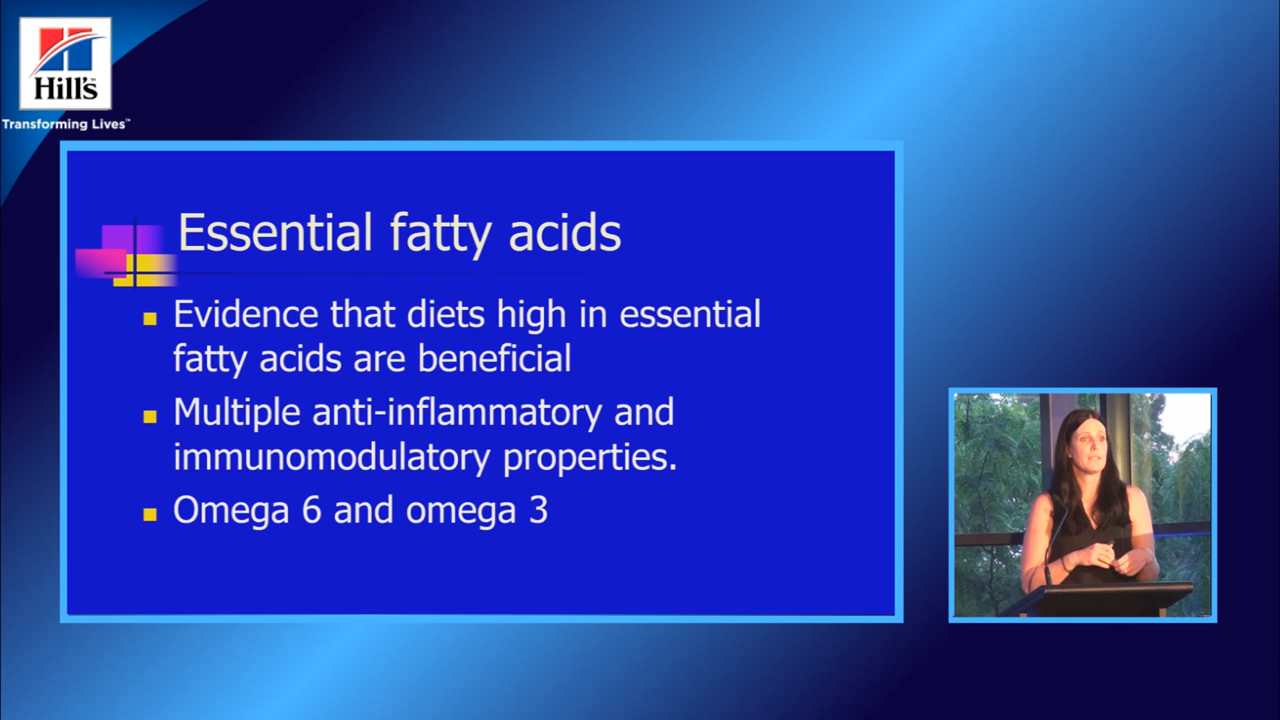 Hill's™
Transforming Lives™
Essential fatty acids
Evidence that diets high in essential
fatty acids are beneficial
Multiple anti-inflammatory and
immunomodulatory properties.
Omega 6 and omega 3